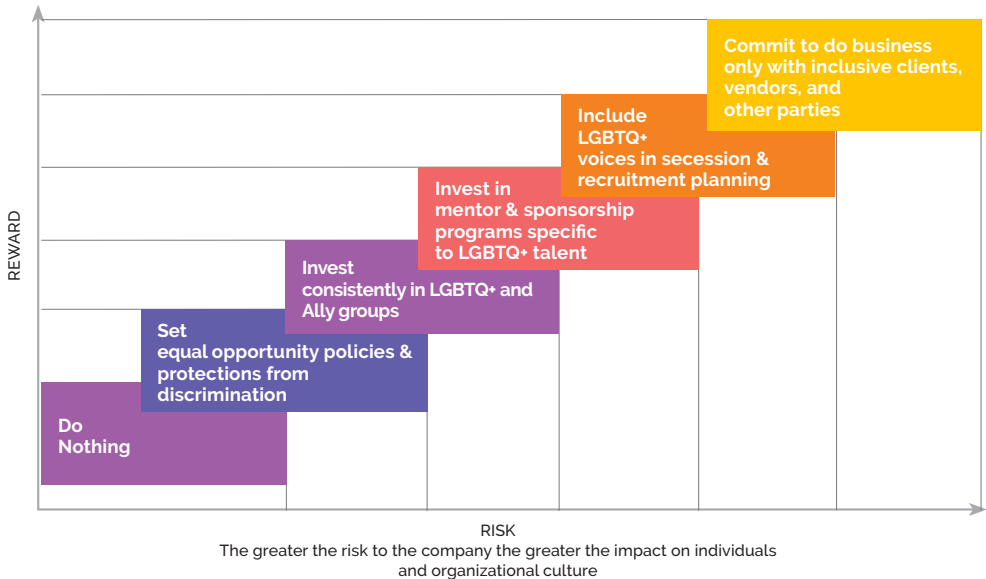 Commit to do business
only with inclusive clients,
vendors, and
other parties
Include
LGBTQ+
voices in secession &
recruitment planning
Invest in
mentor & sponsorship
programs specific
to LGBTQ+ talent
Invest
consistently in LGBTQ+ and
Ally groups
Set
equal opportunity policies &
protections from
discrimination
Do
Nothing
REWARD
RISK
The greater the risk to the company the greater the impact on individuals
and organizational culture